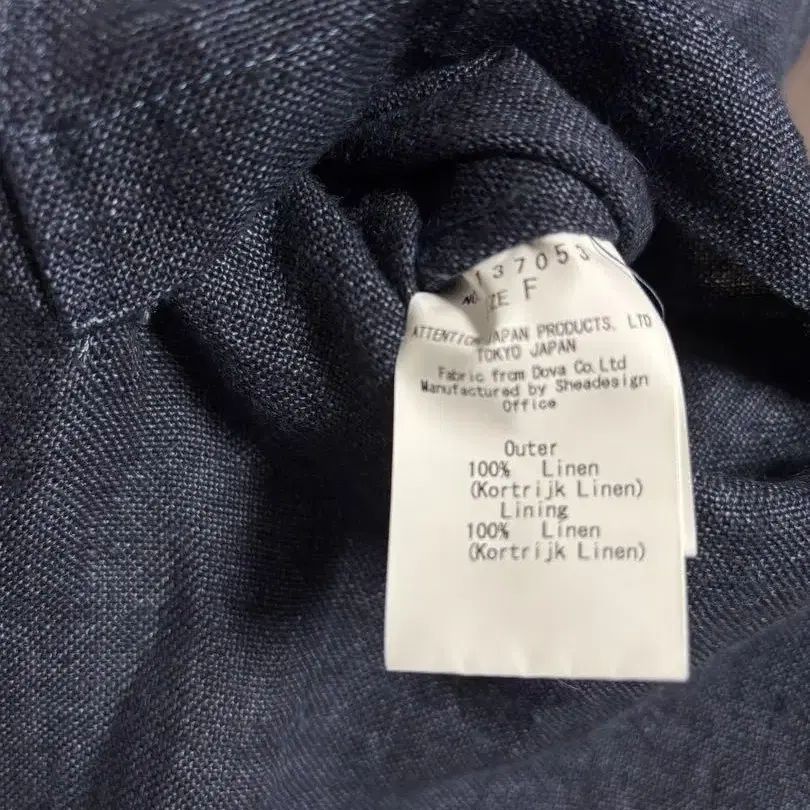 137053
F
ATTENTION JAPAN PRODUCTS. LTD
TOKYO JAPAN
Fabric from Dova Co.Ltd
Manufactured by Sheadesign
Office
Outer
100% Linen
(Kortrijk Linen)
Lining
100% Linen
(Kortrijk Linen)